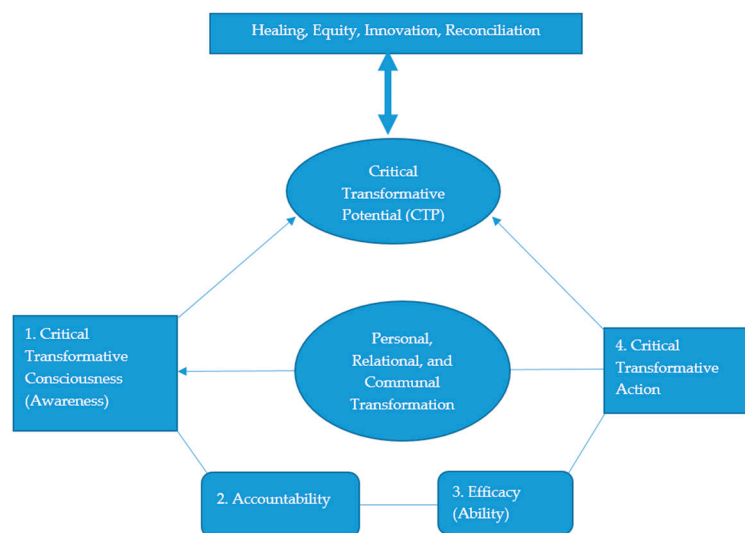 Healing, Equity, Innovation, Reconciliation
Critical
Transformative
Potential (CTP)
1. Critical
Transformative
Consciousness
(Awareness)
Personal,
Relational, and
Communal
Transformation
4. Critical
Transformative
Action
2. Accountability
3. Efficacy
(Ability)